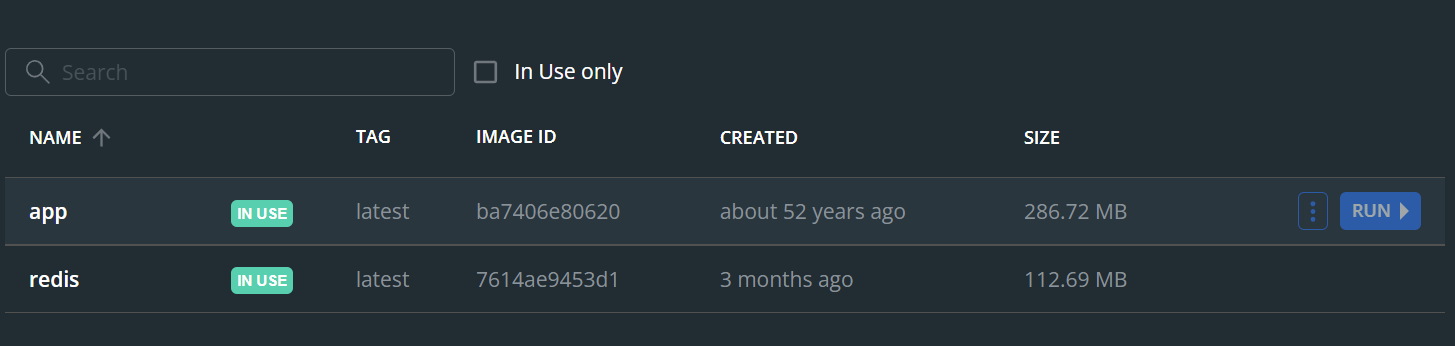 Search In Use only
NAME TAG IMAGE ID CREATED SIZE
app IN USE latest ba7406e80620 about 52 years ago 286.72 MB RUN
redis IN USE latest 7614ae9453d1 3 months ago 112.69 MB